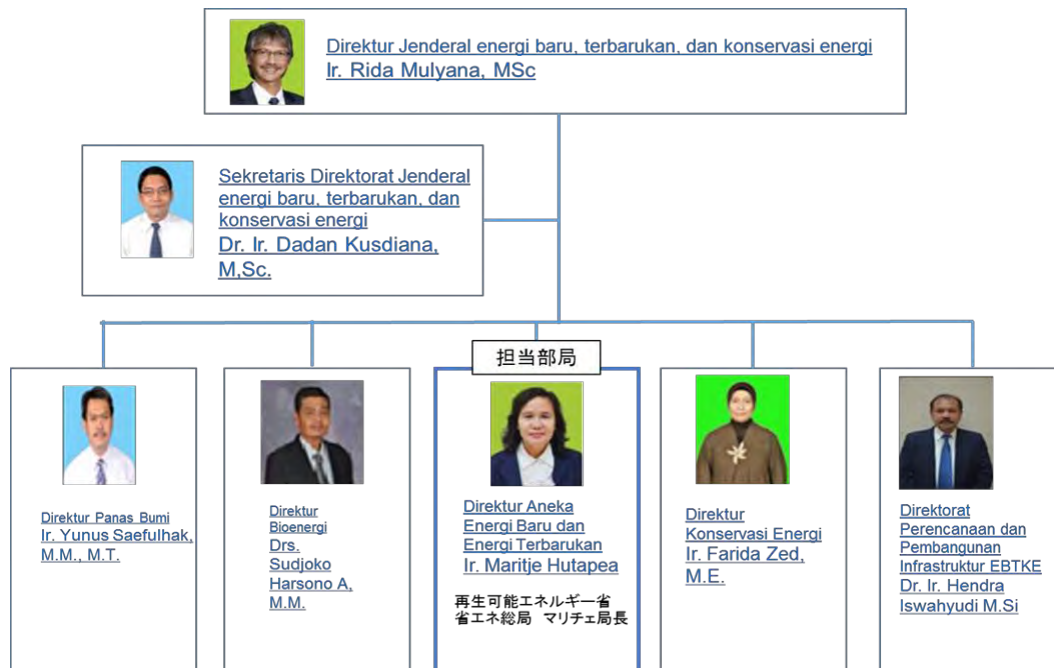 Direktur Jenderal energi baru, terbarukan, dan konservasi energi
Ir. Rida Mulyana, MSc
Sekretaris Direktorat Jenderal
energi baru, terbarukan, dan
konservasi energi
Dr. Ir. Dadan Kusdiana,
M,Sc.
担当部局
Direktur Panas Bumi
Ir. Yunus Saefulhak,
M.M., M.T.
Direktur
Bioenergi
Drs.
Sudjoko
Harsono A,
M.M.
Direktur Aneka
Energi Baru dan
Energi Terbarukan
Ir. Maritje Hutapea
再生可能エネルギー省
省エネ総局 マリチェ局長
Direktur
Konservasi Energi
Ir. Farida Zed,
M.E.
Direktorat
Perencanaan dan
Pembangunan
Infrastruktur EBTKE
Dr. Ir. Hendra
Iswahyudi M.Si